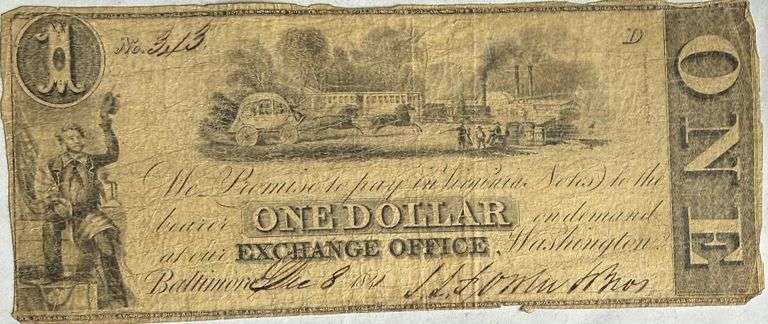 1
No. 313
D
We Promise to pay in Virginia Notes, to the
bearer ONE DOLLAR on demand
at our EXCHANGE OFFICE, Washington
Baltimore, Dec 8 184
ONE